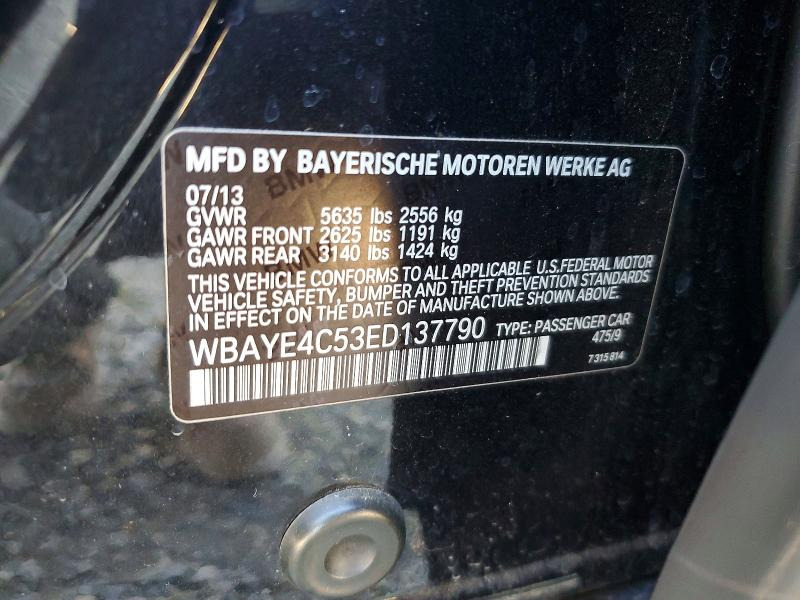 MFD BY BAYERISCHE MOTOREN WERKE AG
07/13
GVWR 5635 lbs 2556 kg
GAWR FRONT 2625 lbs 1191 kg
GAWR REAR 3140 lbs 1424 kg
THIS VEHICLE CONFORMS TO ALL APPLICABLE U.S.FEDERAL MOTOR
VEHICLE SAFETY, BUMPER AND THEFT PREVENTION STANDARDS
IN EFFECT ON THE DATE OF MANUFACTURE SHOWN ABOVE.
WBAYE4C53ED137790 TYPE: PASSENGER CAR
475/9
7 315 814